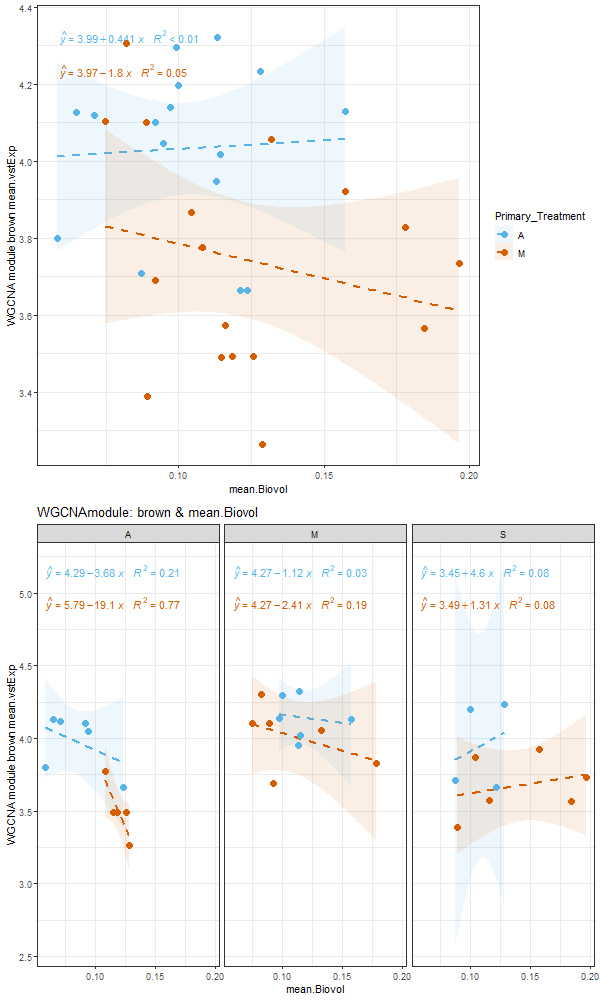 4.4
ŷ = 3.99 + 0.441 x R² < 0.01
ŷ = 3.97 − 1.8 x R² = 0.05
4.2
4.0
3.8
3.6
3.4
WGCNA module brown mean.vstExp
0.10 0.15 0.20
mean.Biovol
Primary_Treatment
A
M
WGCNAmodule: brown & mean.Biovol
A M S
ŷ = 4.29 − 3.68 x R² = 0.21 ŷ = 4.27 − 1.12 x R² = 0.03 ŷ = 3.45 + 4.6 x R² = 0.08
ŷ = 5.79 − 19.1 x R² = 0.77 ŷ = 4.27 − 2.41 x R² = 0.19 ŷ = 3.49 + 1.31 x R² = 0.08
5.0
4.5
4.0
3.5
3.0
2.5
WGCNA module brown mean.vstExp
0.10 0.15 0.20 0.10 0.15 0.20 0.10 0.15 0.20
mean.Biovol